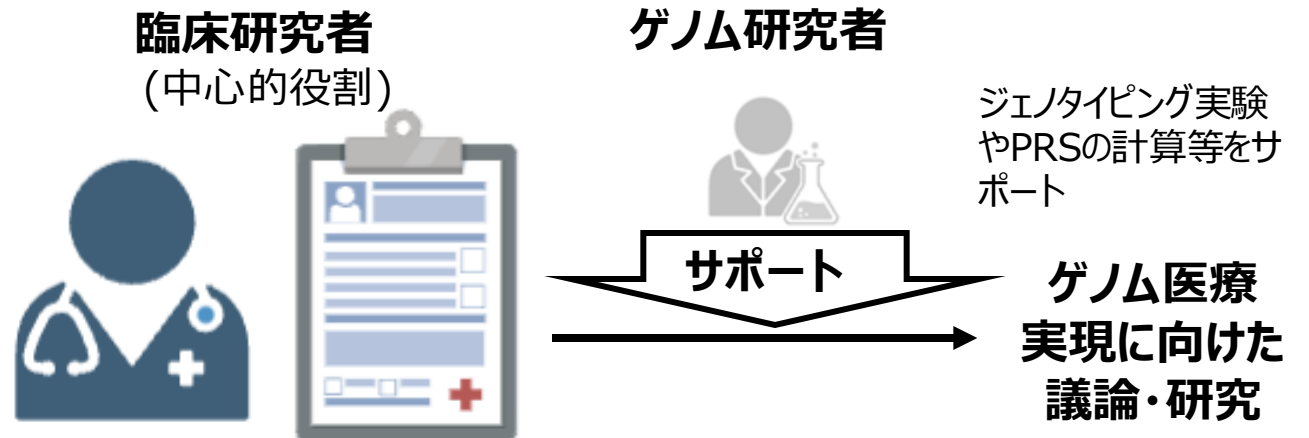 臨床研究者
(中心的役割)
ゲノム研究者
ジェノタイピング実験
やPRSの計算等をサ
ポート
サポート
ゲノム医療
実現に向けた
議論・研究